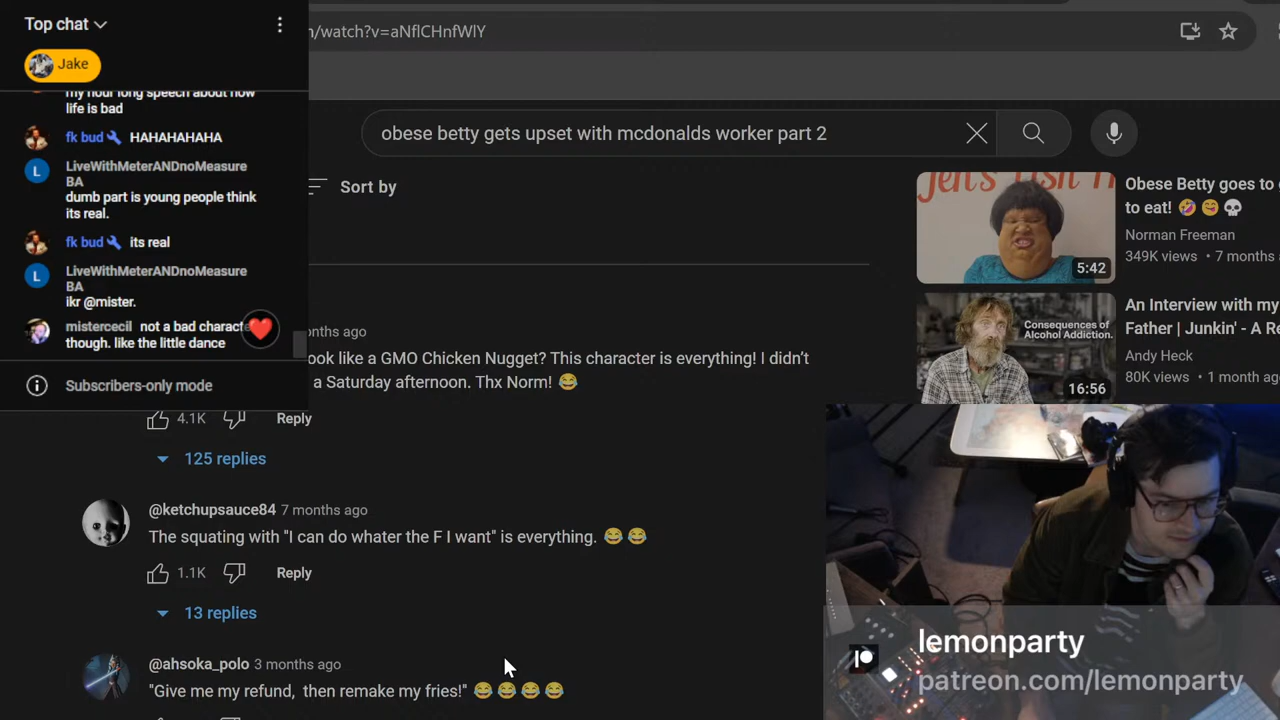 Top chat
Jake
my hour long speech about how
life is bad
fk bud HAHAHAHAHA
LiveWithMeterANDnoMeasure
BA
dumb part is young people think
its real.
fk bud its real
LiveWithMeterANDnoMeasure
BA
ikr @mister.
mistercecil not a bad charact
though. like the little dance
Subscribers-only mode
n/watch?v=aNflCHnfWlY
obese betty gets upset with mcdonalds worker part 2
Sort by
onths ago
ook like a GMO Chicken Nugget? This character is everything! I didn't
a Saturday afternoon. Thx Norm! 😂
4.1K Reply
125 replies
@ketchupsauce84 7 months ago
The squating with "I can do whater the F I want" is everything. 😂 😂
1.1K Reply
13 replies
@ahsoka_polo 3 months ago
"Give me my refund, then remake my fries!" 😂 😂 😂 😂
5:42
Obese Betty goes to
to eat! 🤣 😋 💀
Norman Freeman
349K views • 7 months
Consequences of
Alcohol Addiction.
16:56
An Interview with my
Father | Junkin' - A R
Andy Heck
80K views • 1 month ago
lemonparty
patreon.com/lemonparty